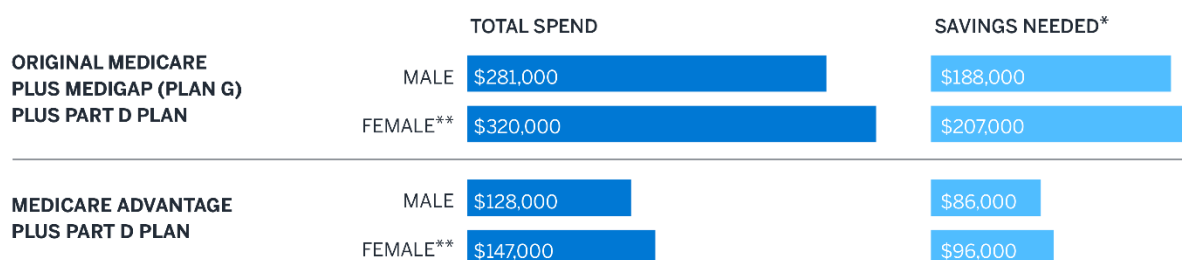 TOTAL SPEND
SAVINGS NEEDED*
ORIGINAL MEDICARE
PLUS MEDIGAP (PLAN G)
PLUS PART D PLAN
MALE $281,000 $188,000
FEMALE** $320,000 $207,000
MEDICARE ADVANTAGE
PLUS PART D PLAN
MALE $128,000 $86,000
FEMALE** $147,000 $96,000